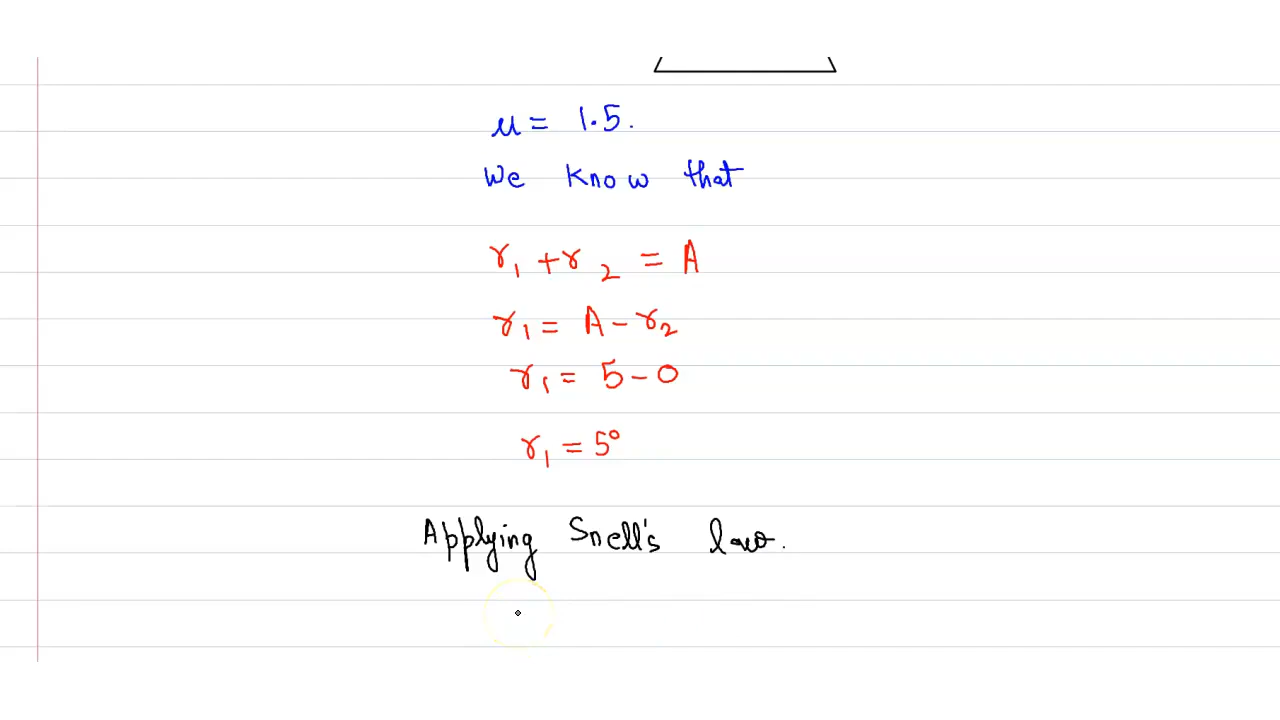 μ = 1.5.
We know that
r₁ + r₂ = A
r₁ = A - r₂
r₁ = 5 - 0
r₁ = 5°
Applying Snell's law.